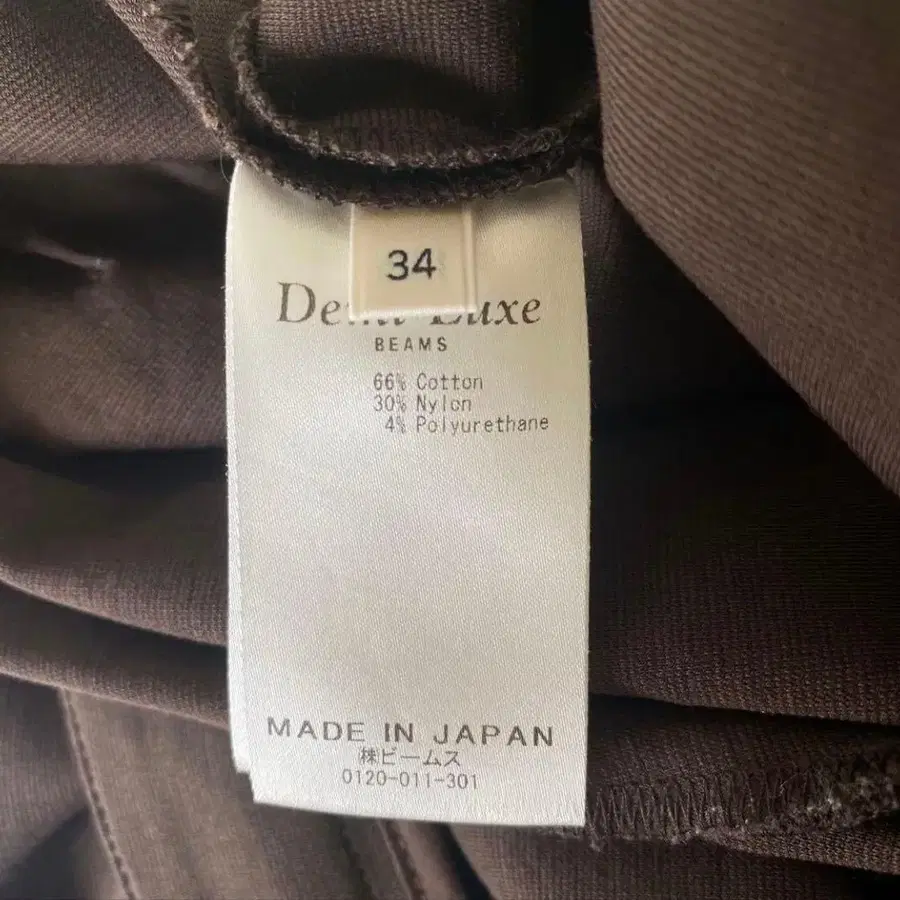 34
Demi-Luxe
BEAMS
66% Cotton
30% Nylon
4% Polyurethane
MADE IN JAPAN
㈱ビームス
0120-011-301